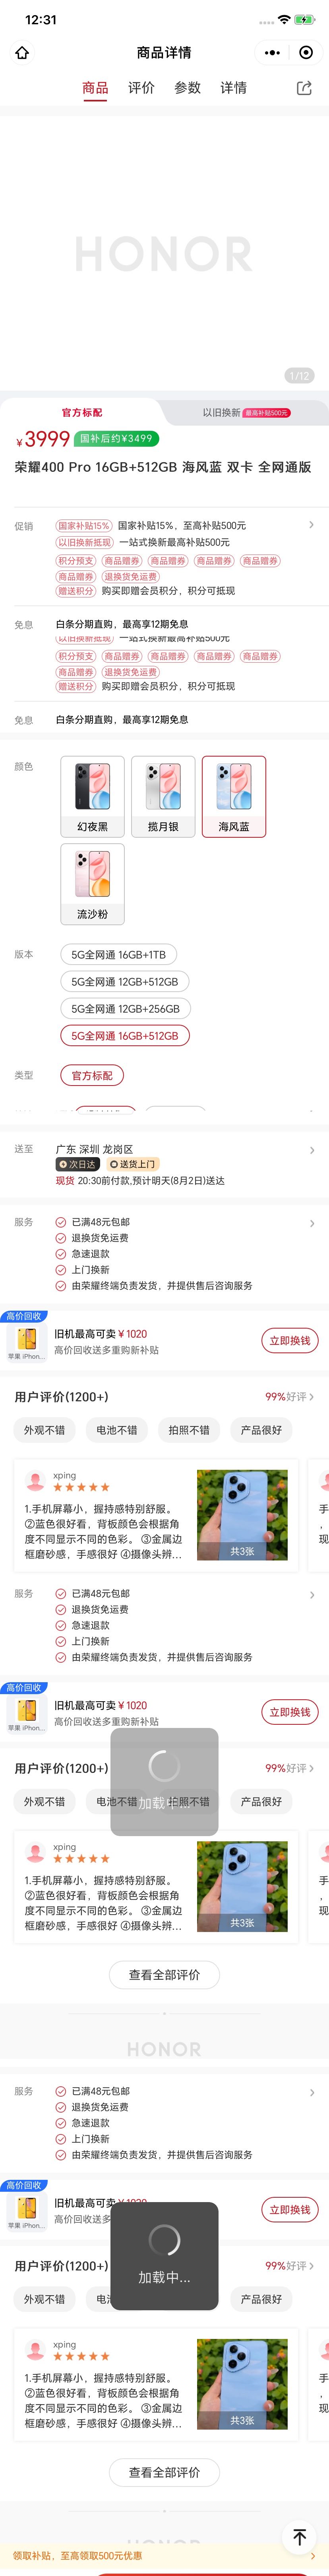 12:31
商品详情
商品 评价 参数 详情
HONOR
1/12
官方标配
以旧换新 最高补贴500元
¥3999 国补后约¥3499
荣耀400 Pro 16GB+512GB 海风蓝 双卡 全网通版
促销 国家补贴15% 国家补贴15%，至高补贴500元
以旧换新抵现 一站式换新最高补贴500元
积分预支 商品赠券 商品赠券 商品赠券 商品赠券
商品赠券 退换货免运费
赠送积分 购买即赠会员积分，积分可抵现
免息 白条分期直购，最高享12期免息
以旧换新抵现 一站式换新最高补贴500元
积分预支 商品赠券 商品赠券 商品赠券 商品赠券
商品赠券 退换货免运费
赠送积分 购买即赠会员积分，积分可抵现
免息 白条分期直购，最高享12期免息
颜色
幻夜黑 揽月银 海风蓝
流沙粉
版本 5G全网通 16GB+1TB
5G全网通 12GB+512GB
5G全网通 12GB+256GB
5G全网通 16GB+512GB
类型 官方标配
送至 广东 深圳 龙岗区
次日达 送货上门
现货 20:30前付款,预计明天(8月2日)送达
服务 已满48元包邮
退换货免运费
急速退款
上门换新
由荣耀终端负责发货，并提供售后咨询服务
高价回收
旧机最高可卖¥1020
立即换钱
高价回收送多重购新补贴
苹果 iPhon...
用户评价(1200+) 99%好评
外观不错 电池不错 拍照不错 产品很好
xping
1.手机屏幕小，握持感特别舒服。
②蓝色很好看，背板颜色会根据角
度不同显示不同的色彩。 ③金属边
框磨砂感，手感很好 ④摄像头辨...
共3张
手
，
现
服务 已满48元包邮
退换货免运费
急速退款
上门换新
由荣耀终端负责发货，并提供售后咨询服务
高价回收
旧机最高可卖¥1020
立即换钱
高价回收送多重购新补贴
苹果 iPhon...
用户评价(1200+) 99%好评
外观不错 电池不错 拍照不错 产品很好
加载中...
xping
1.手机屏幕小，握持感特别舒服。
②蓝色很好看，背板颜色会根据角
度不同显示不同的色彩。 ③金属边
框磨砂感，手感很好 ④摄像头辨...
共3张
手
，
现
查看全部评价
HONOR
服务 已满48元包邮
退换货免运费
急速退款
上门换新
由荣耀终端负责发货，并提供售后咨询服务
高价回收
旧机最高可卖¥1020
立即换钱
高价回收送多
苹果 iPhon...
加载中...
用户评价(1200+) 99%好评
外观不错 产品很好
xping
1.手机屏幕小，握持感特别舒服。
②蓝色很好看，背板颜色会根据角
度不同显示不同的色彩。 ③金属边
框磨砂感，手感很好 ④摄像头辨...
共3张
手
，
现
查看全部评价
HONOR
领取补贴，至高领取500元优惠